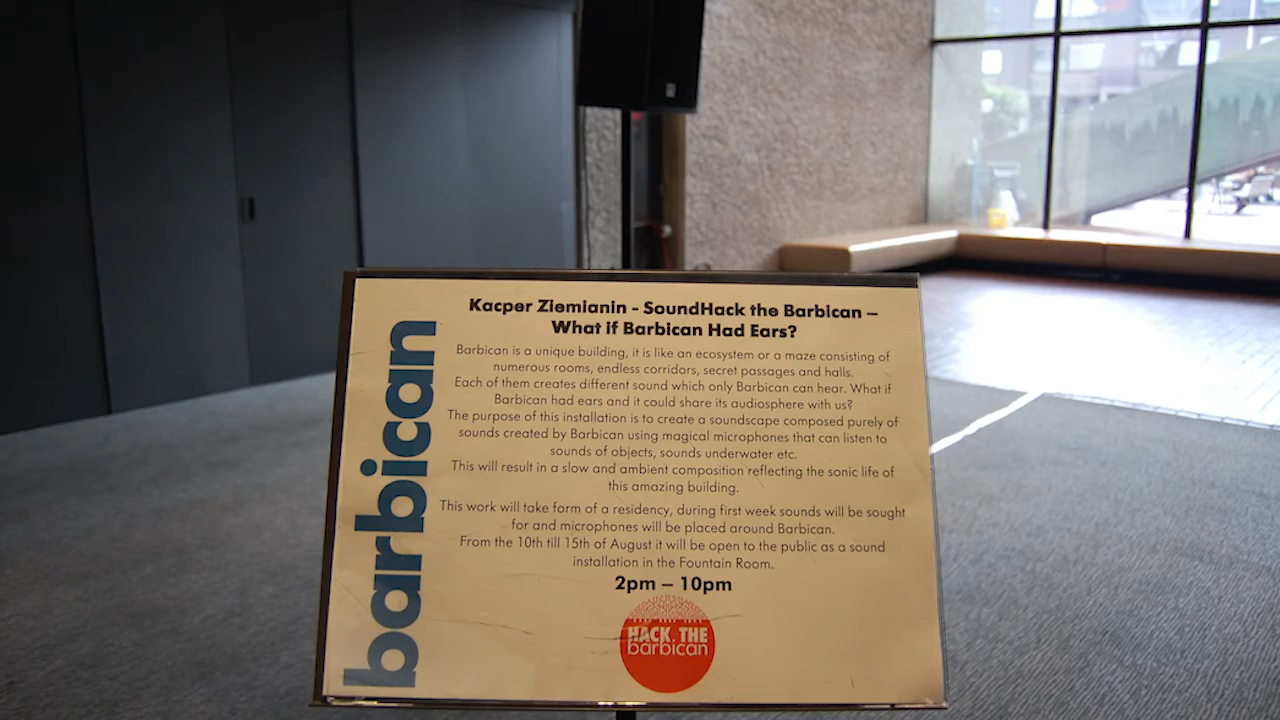 Kacper Ziemianin - SoundHack the Barbican –
What if Barbican Had Ears?
Barbican is a unique building, it is like an ecosystem or a maze consisting of
numerous rooms, endless corridors, secret passages and halls.
Each of them creates different sound which only Barbican can hear. What if
Barbican had ears and it could share its audiosphere with us?
The purpose of this installation is to create a soundscape composed purely of
sounds created by Barbican using magical microphones that can listen to
sounds of objects, sounds underwater etc.
This will result in a slow and ambient composition reflecting the sonic life of
this amazing building.
This work will take form of a residency, during first week sounds will be sought
for and microphones will be placed around Barbican.
From the 10th till 15th of August it will be open to the public as a sound
installation in the Fountain Room.
2pm – 10pm
barbican
HACK. THE
barbican